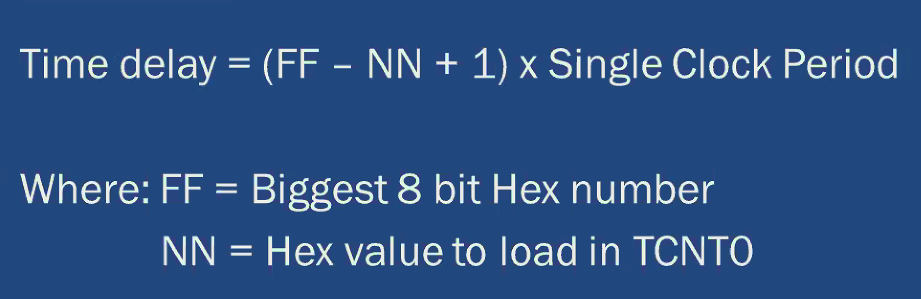 Time delay = (FF – NN + 1) x Single Clock Period
Where: FF = Biggest 8 bit Hex number
NN = Hex value to load in TCNT0